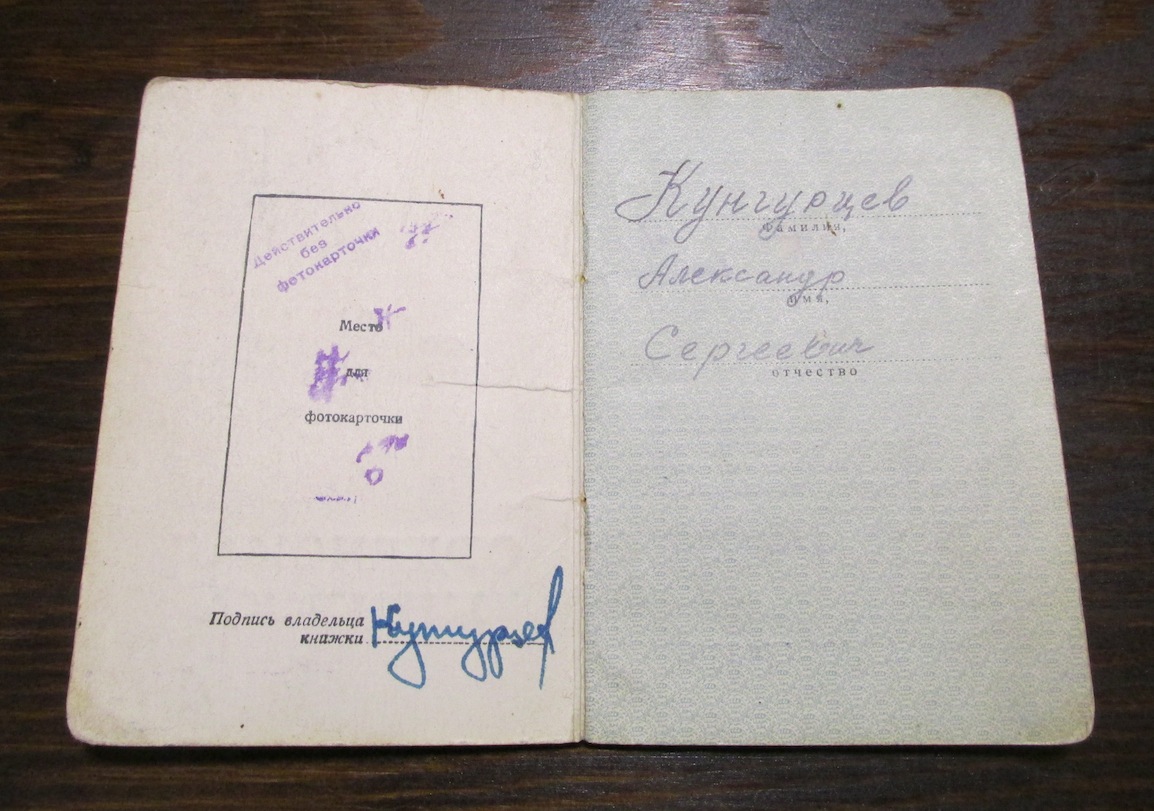 Действительно
без
фотокарточки
Место
для
фотокарточки
Подпись владельца
книжки Кунгурцев
Кунгурцев
фамилия,
Александр
имя,
Сергеевич
отчество